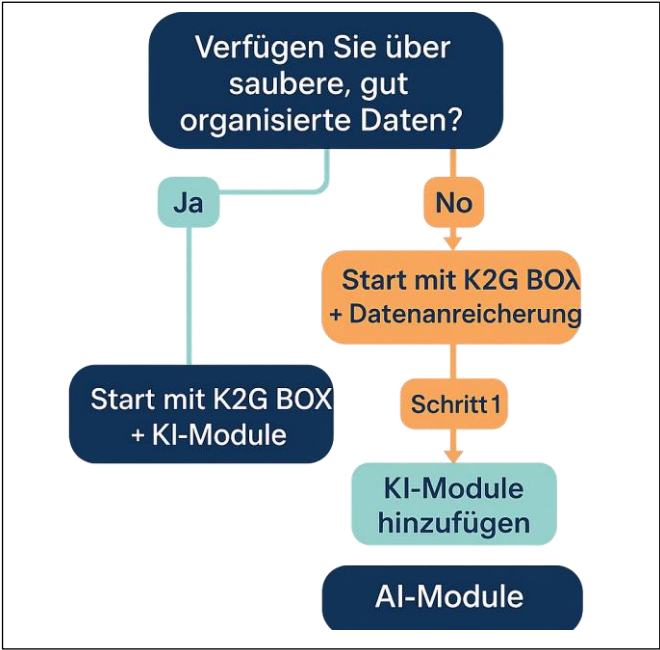 Verfügen Sie über
saubere, gut
organisierte Daten?
Ja
No
Start mit K2G BOλ
+ Datenanreicherung
Start mit K2G BOX
+ KI-Module
Schritt 1
KI-Module
hinzufügen
AI-Module